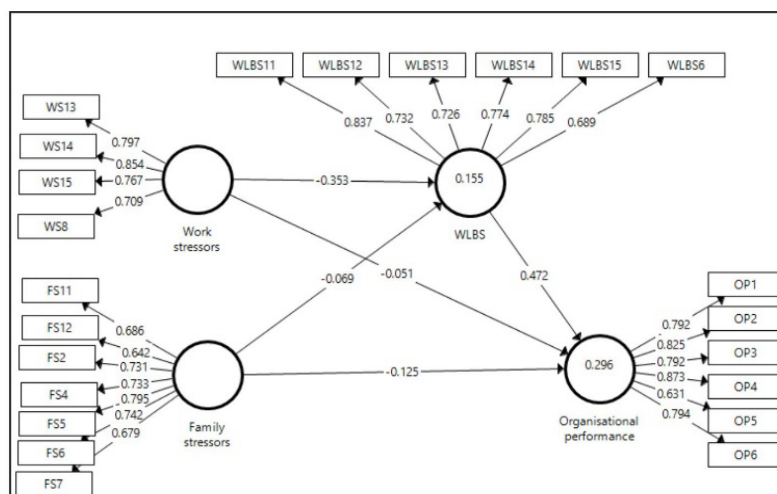 WLBS11 WLBS12 WLBS13 WLBS14 WLBS15 WLBS6
0.837 0.732 0.726 0.774 0.785 0.689
WS13
0.797
WS14
0.854
WS15
0.767
0.709
WS8
Work
stressors
-0.353
0.155
WLBS
-0.069
-0.051
0.472
FS11
0.686
FS12
0.642
FS2
0.731
0.733
FS4
0.795
FS5
0.742
FS6
0.679
FS7
Family
stressors
-0.125
0.296
Organisational
performance
OP1
0.792
OP2
0.825
0.792
OP3
0.873
OP4
0.631
OP5
0.794
OP6